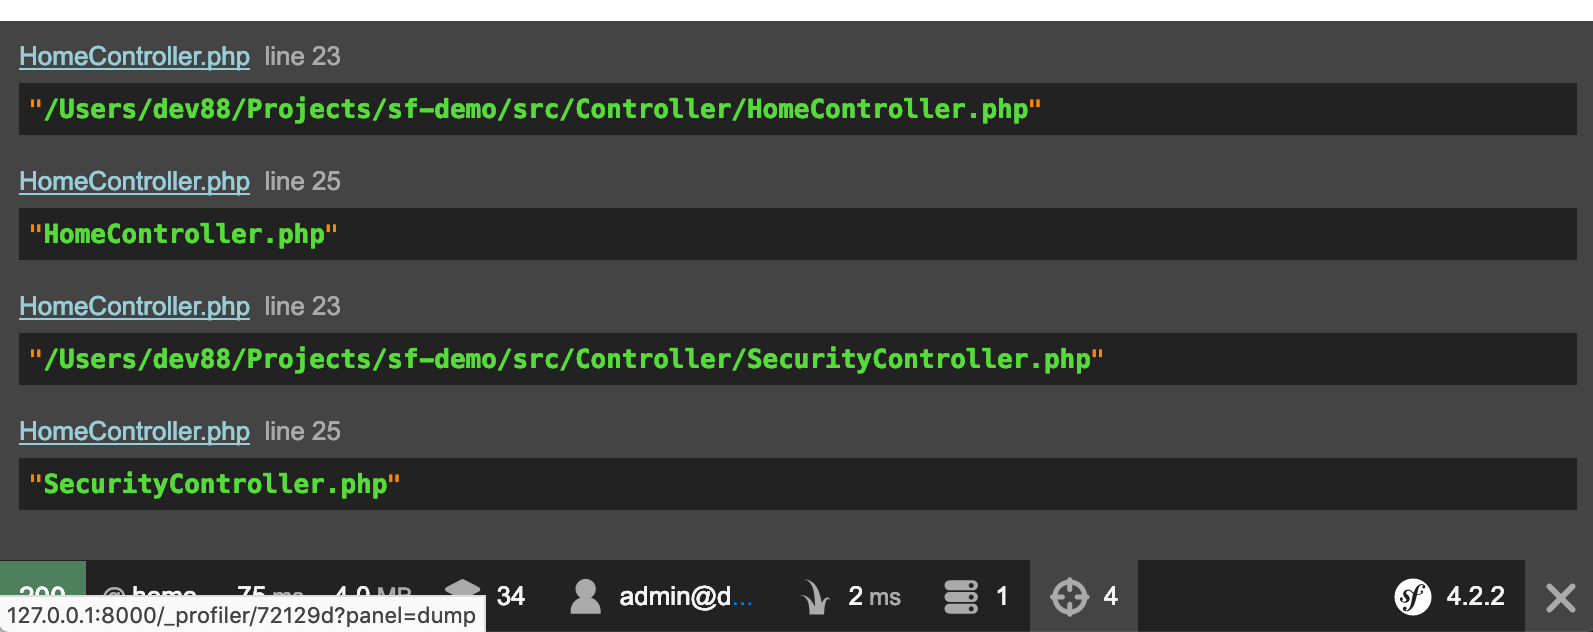 HomeController.php line 23
"/Users/dev88/Projects/sf-demo/src/Controller/HomeController.php"
HomeController.php line 25
"HomeController.php"
HomeController.php line 23
"/Users/dev88/Projects/sf-demo/src/Controller/SecurityController.php"
HomeController.php line 25
"SecurityController.php"
200 @ home 75 ms 4.0 MB 34 admin@d... 2 ms 1 4 sf 4.2.2
127.0.0.1:8000/_profiler/72129d?panel=dump